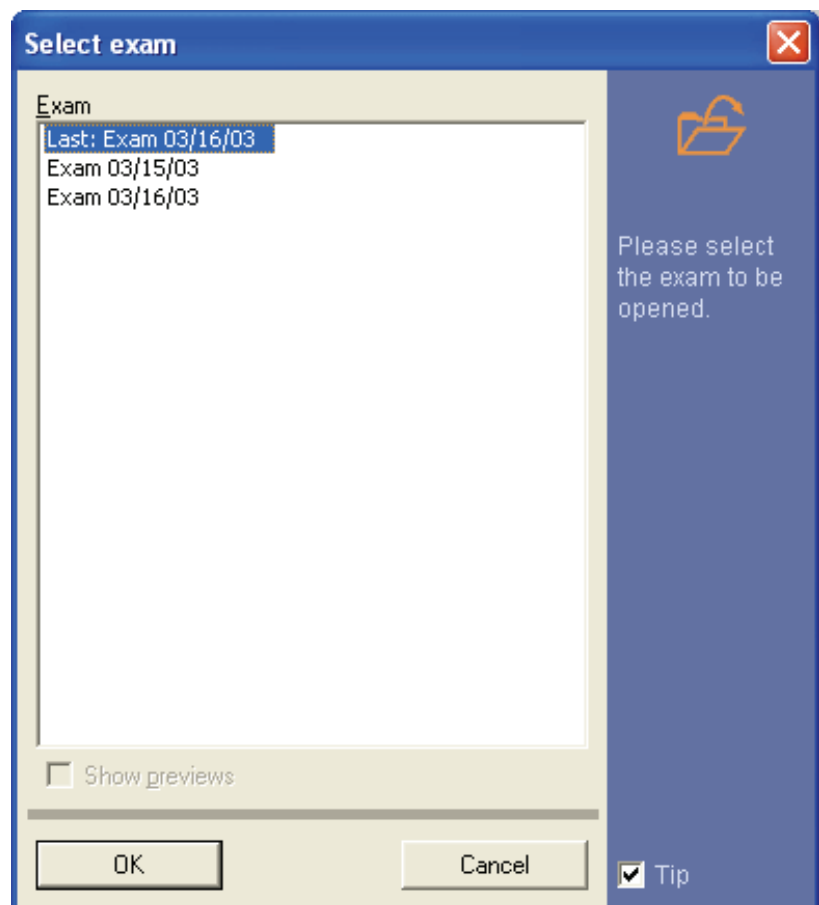 Select exam
Exam
Last: Exam 03/16/03
Exam 03/15/03
Exam 03/16/03
Please select
the exam to be
opened.
Show previews
OK
Cancel
Tip